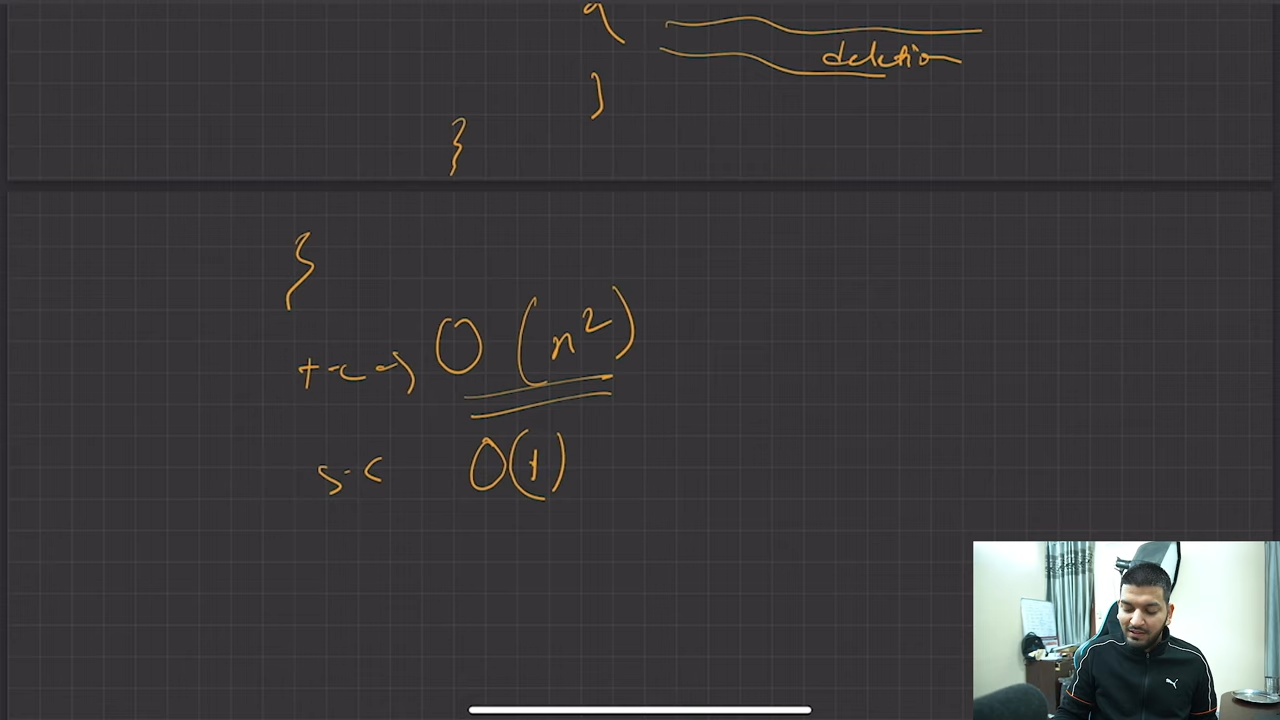 {
deletion
}
}
}
t-c → O(n²)
s-c O(1)